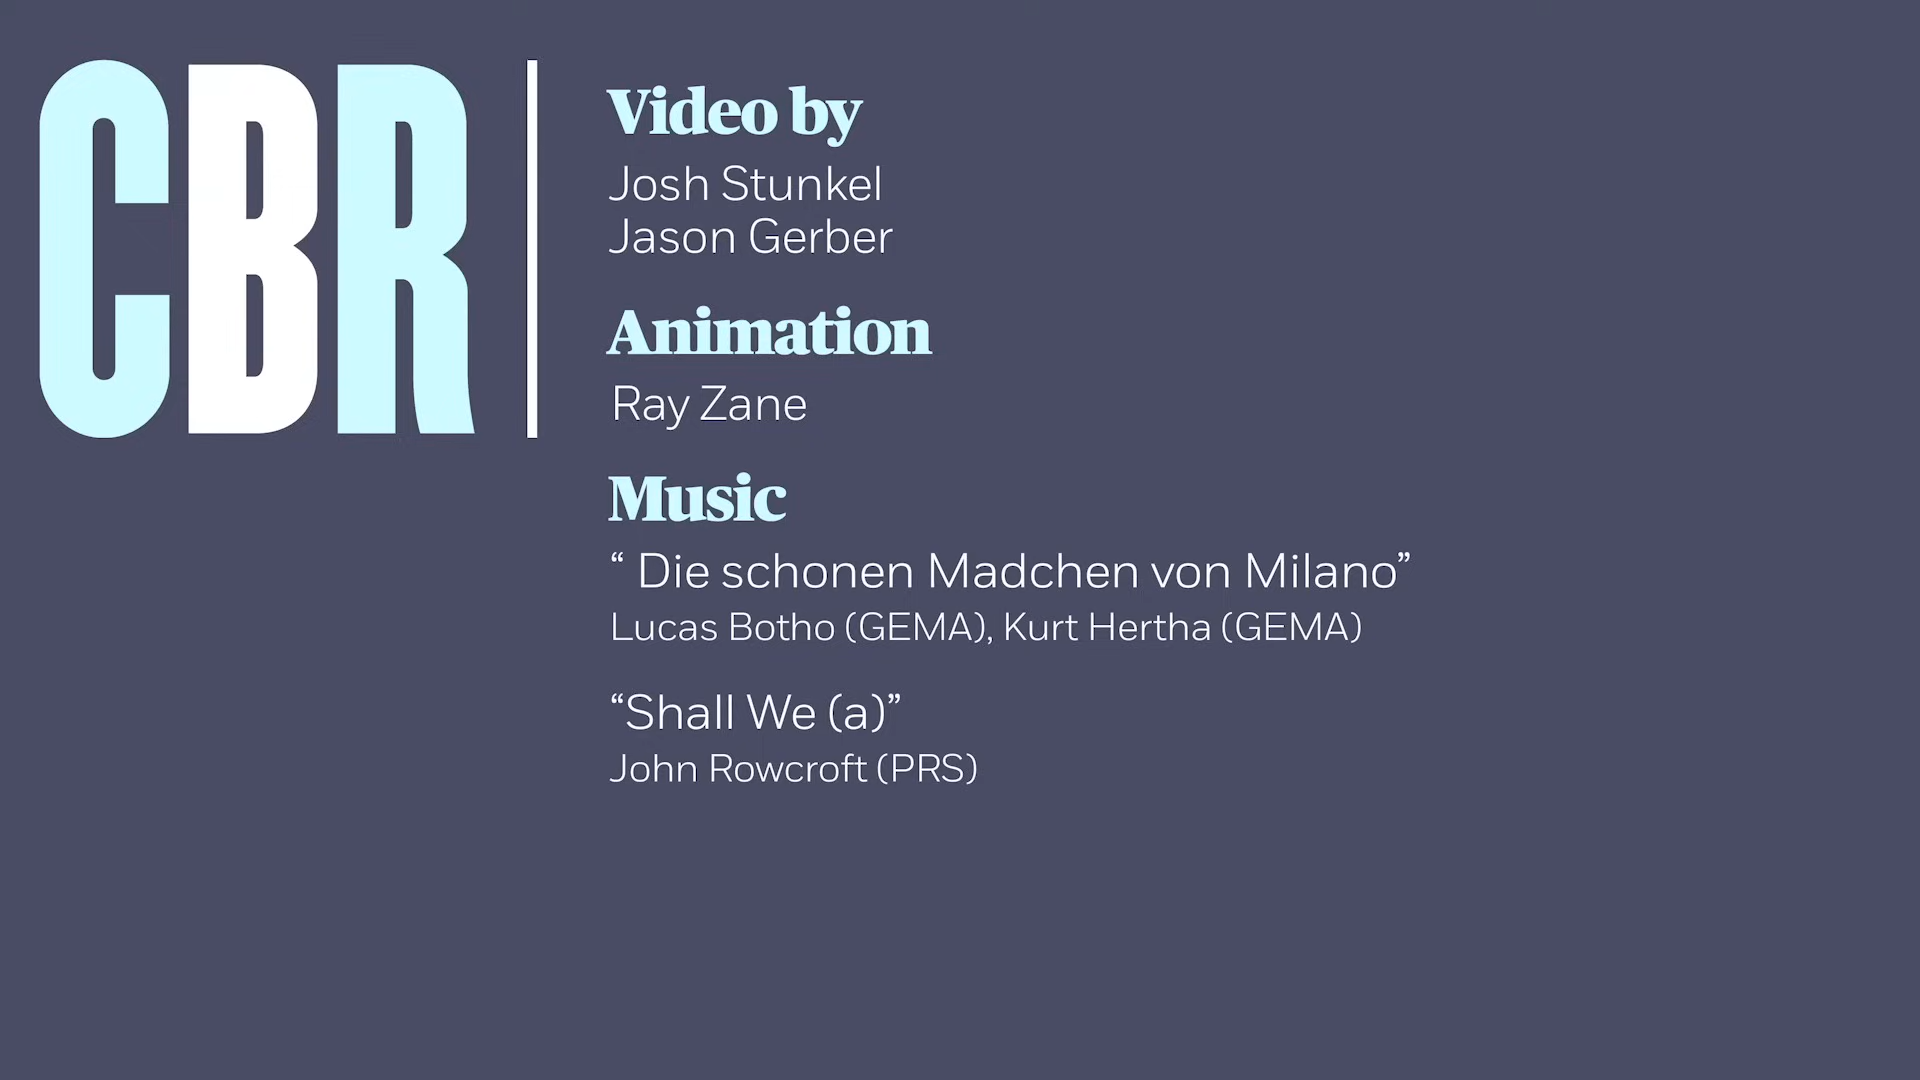 CBR
Video by
Josh Stunkel
Jason Gerber
Animation
Ray Zane
Music
“ Die schonen Madchen von Milano”
Lucas Botho (GEMA), Kurt Hertha (GEMA)
“Shall We (a)”
John Rowcroft (PRS)